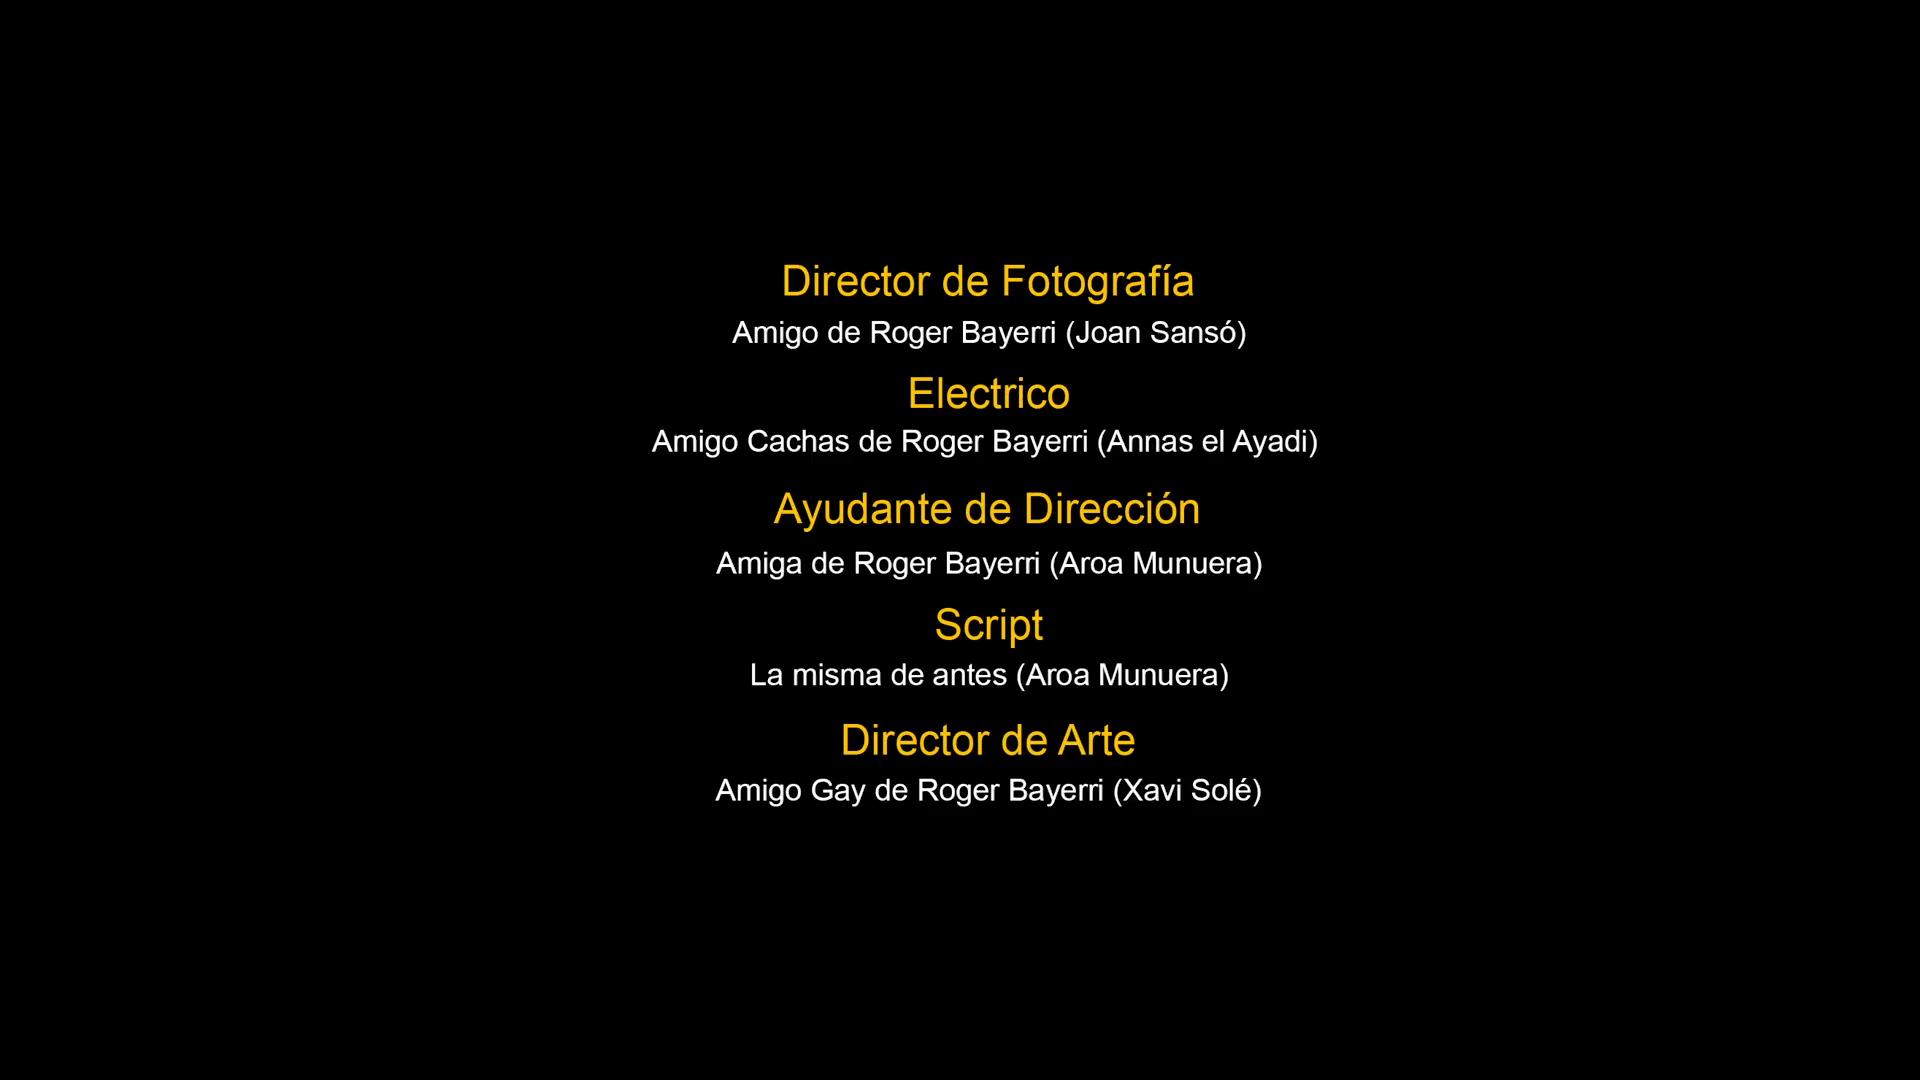 Director de Fotografía
Amigo de Roger Bayerri (Joan Sansó)
Electrico
Amigo Cachas de Roger Bayerri (Annas el Ayadi)
Ayudante de Dirección
Amiga de Roger Bayerri (Aroa Munuera)
Script
La misma de antes (Aroa Munuera)
Director de Arte
Amigo Gay de Roger Bayerri (Xavi Solé)